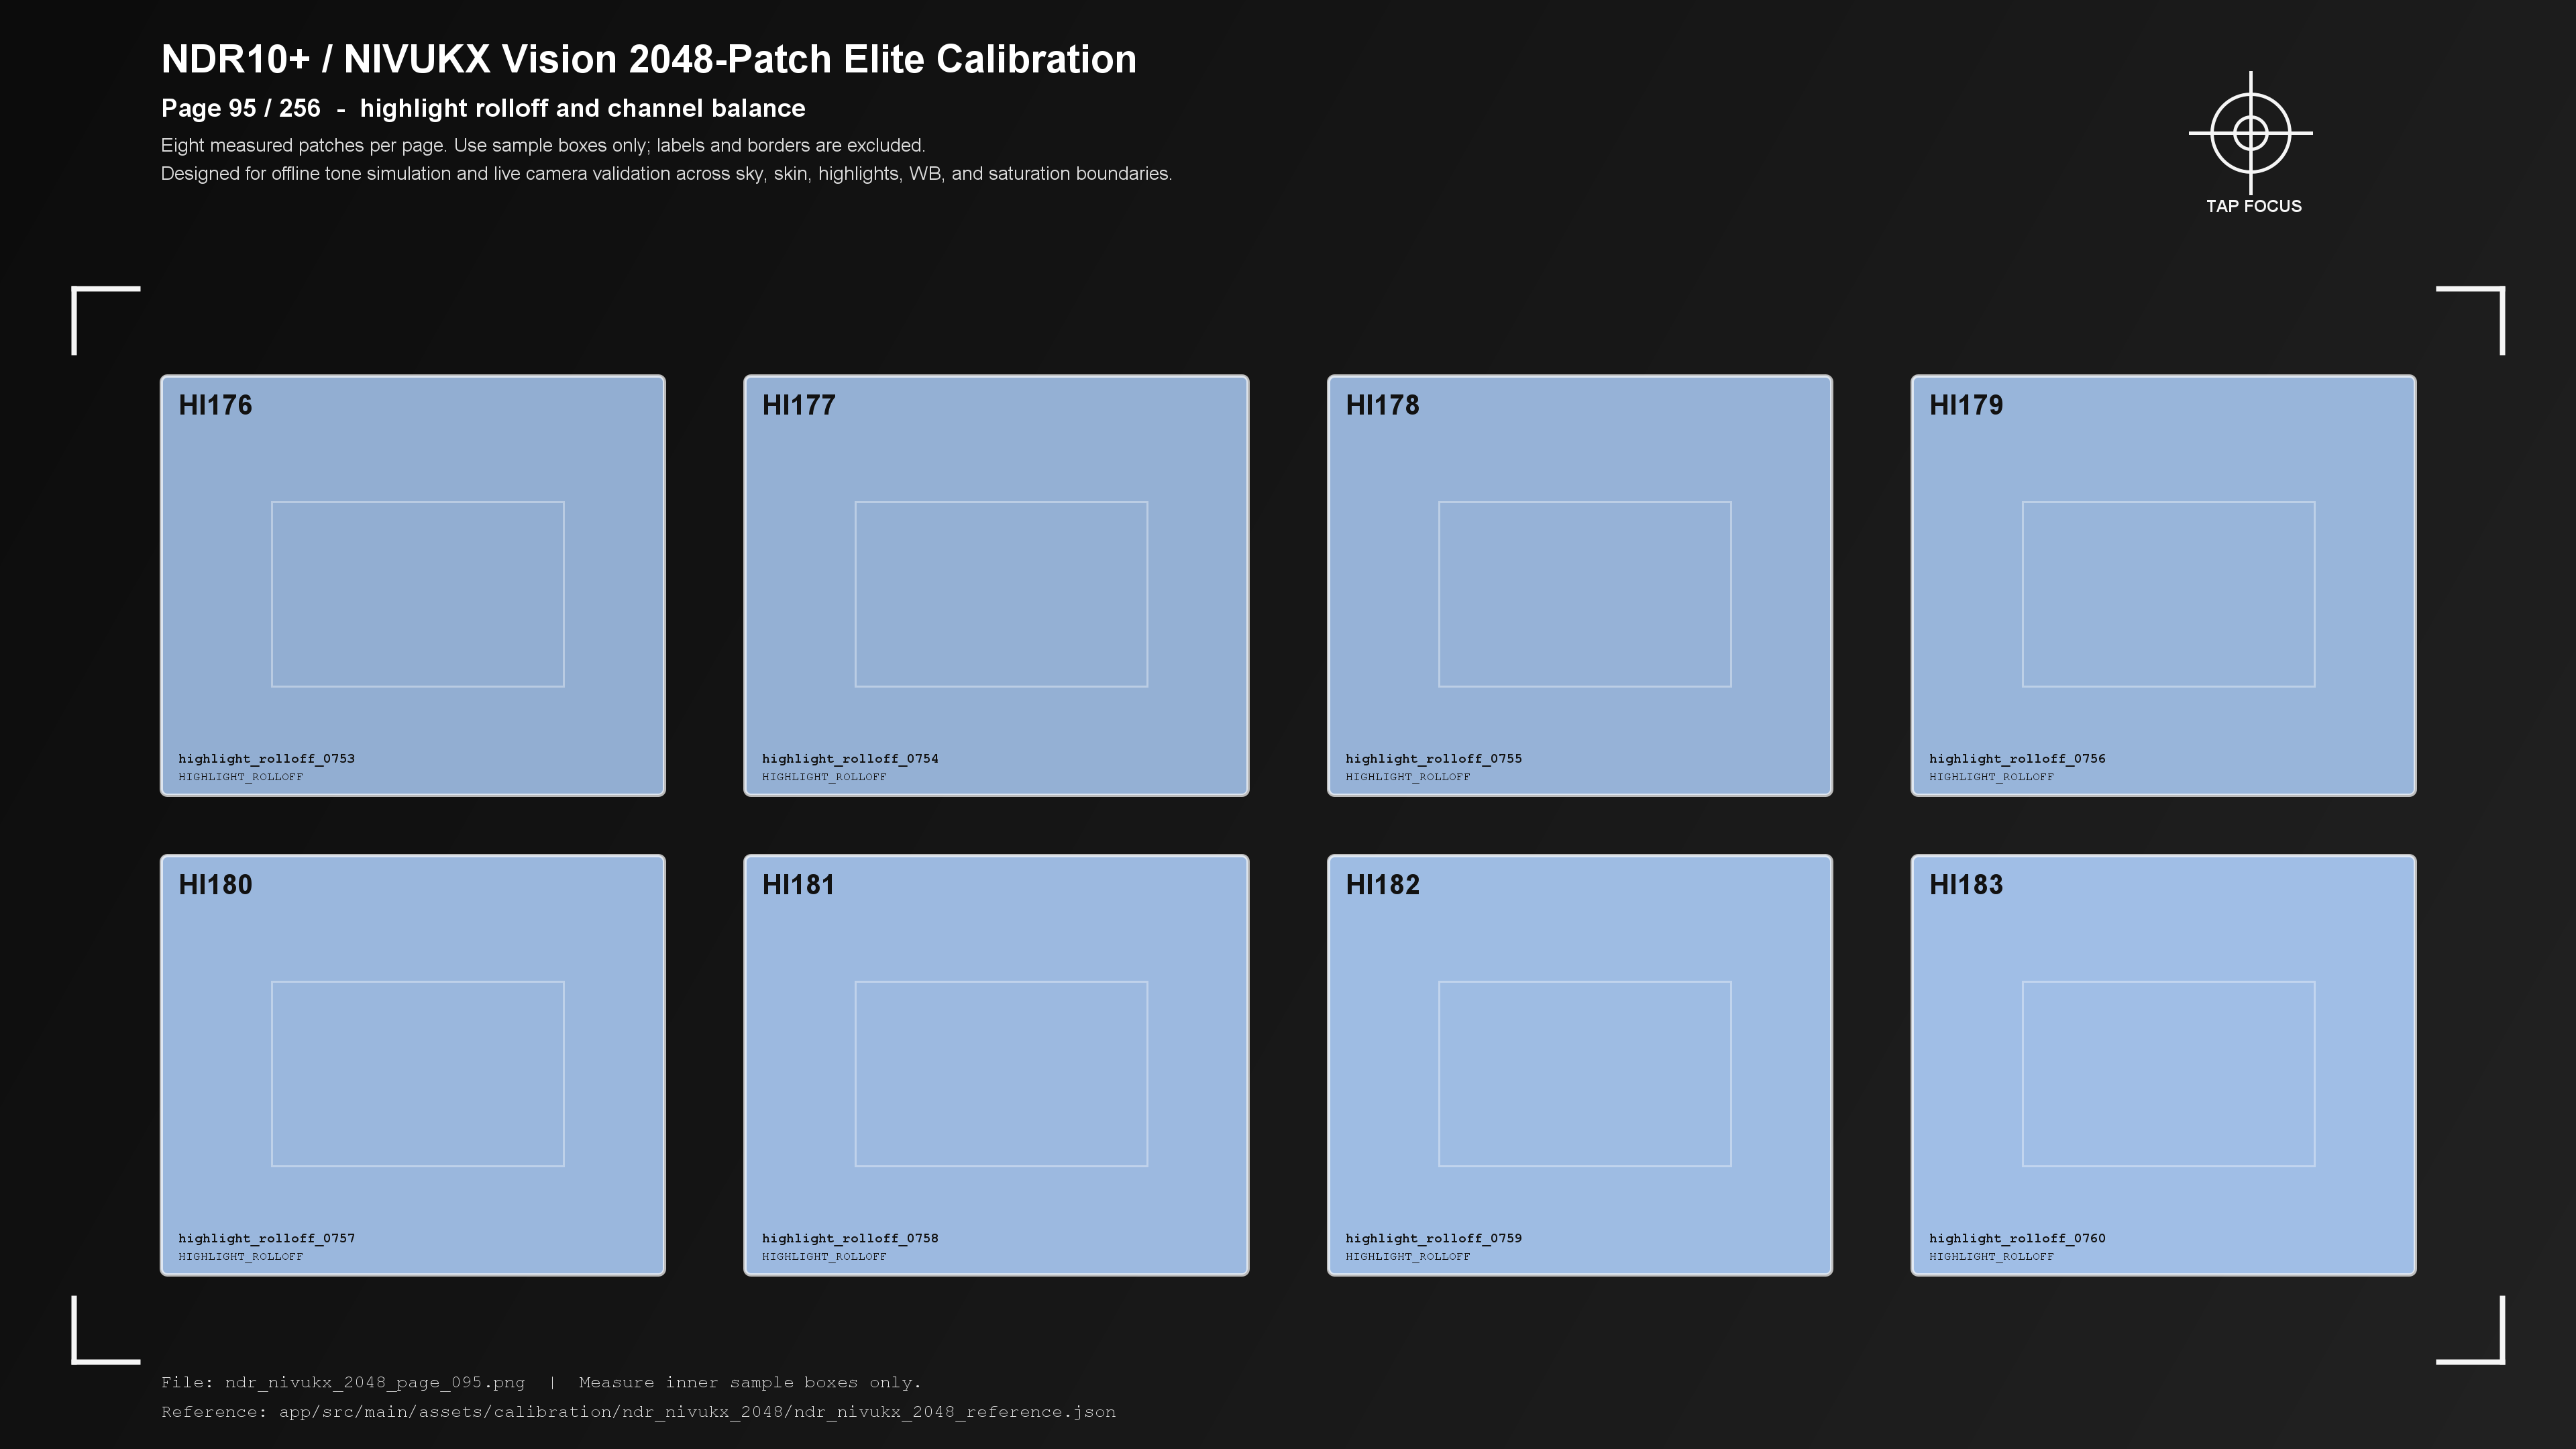 NDR10+ / NIVUKX Vision 2048-Patch Elite Calibration
Page 95 / 256 - highlight rolloff and channel balance
Eight measured patches per page. Use sample boxes only; labels and borders are excluded.
Designed for offline tone simulation and live camera validation across sky, skin, highlights, WB, and saturation boundaries.
TAP FOCUS
HI176
highlight_rolloff_0753
HIGHLIGHT_ROLLOFF
HI177
highlight_rolloff_0754
HIGHLIGHT_ROLLOFF
HI178
highlight_rolloff_0755
HIGHLIGHT_ROLLOFF
HI179
highlight_rolloff_0756
HIGHLIGHT_ROLLOFF
HI180
highlight_rolloff_0757
HIGHLIGHT_ROLLOFF
HI181
highlight_rolloff_0758
HIGHLIGHT_ROLLOFF
HI182
highlight_rolloff_0759
HIGHLIGHT_ROLLOFF
HI183
highlight_rolloff_0760
HIGHLIGHT_ROLLOFF
File: ndr_nivukx_2048_page_095.png | Measure inner sample boxes only.
Reference: app/src/main/assets/calibration/ndr_nivukx_2048/ndr_nivukx_2048_reference.json